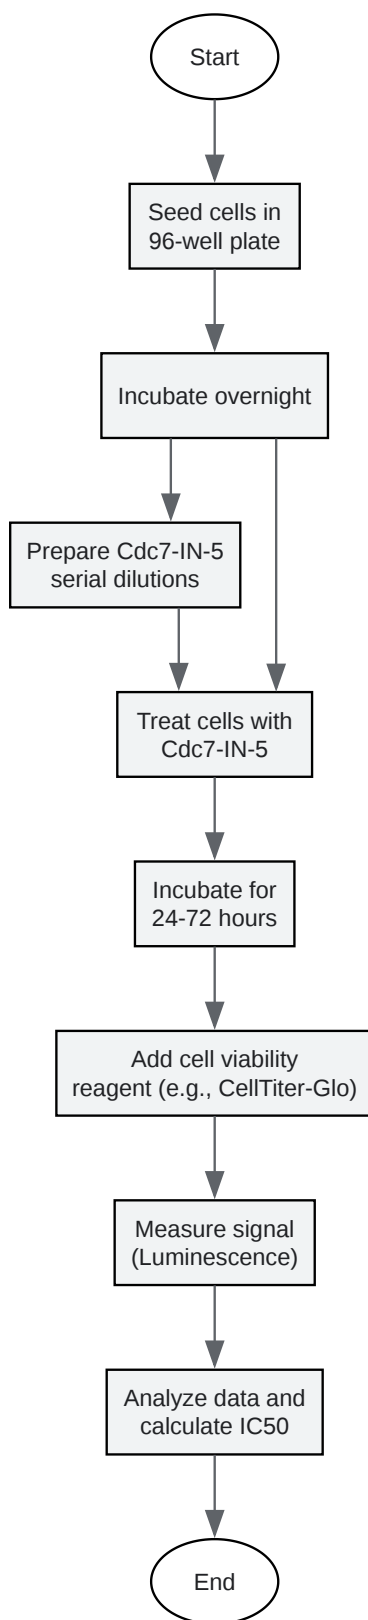 Start
Seed cells in
96-well plate
Incubate overnight
Prepare Cdc7-IN-5
serial dilutions
Treat cells with
Cdc7-IN-5
Incubate for
24-72 hours
Add cell viability
reagent (e.g., CellTiter-Glo)
Measure signal
(Luminescence)
Analyze data and
calculate IC50
End